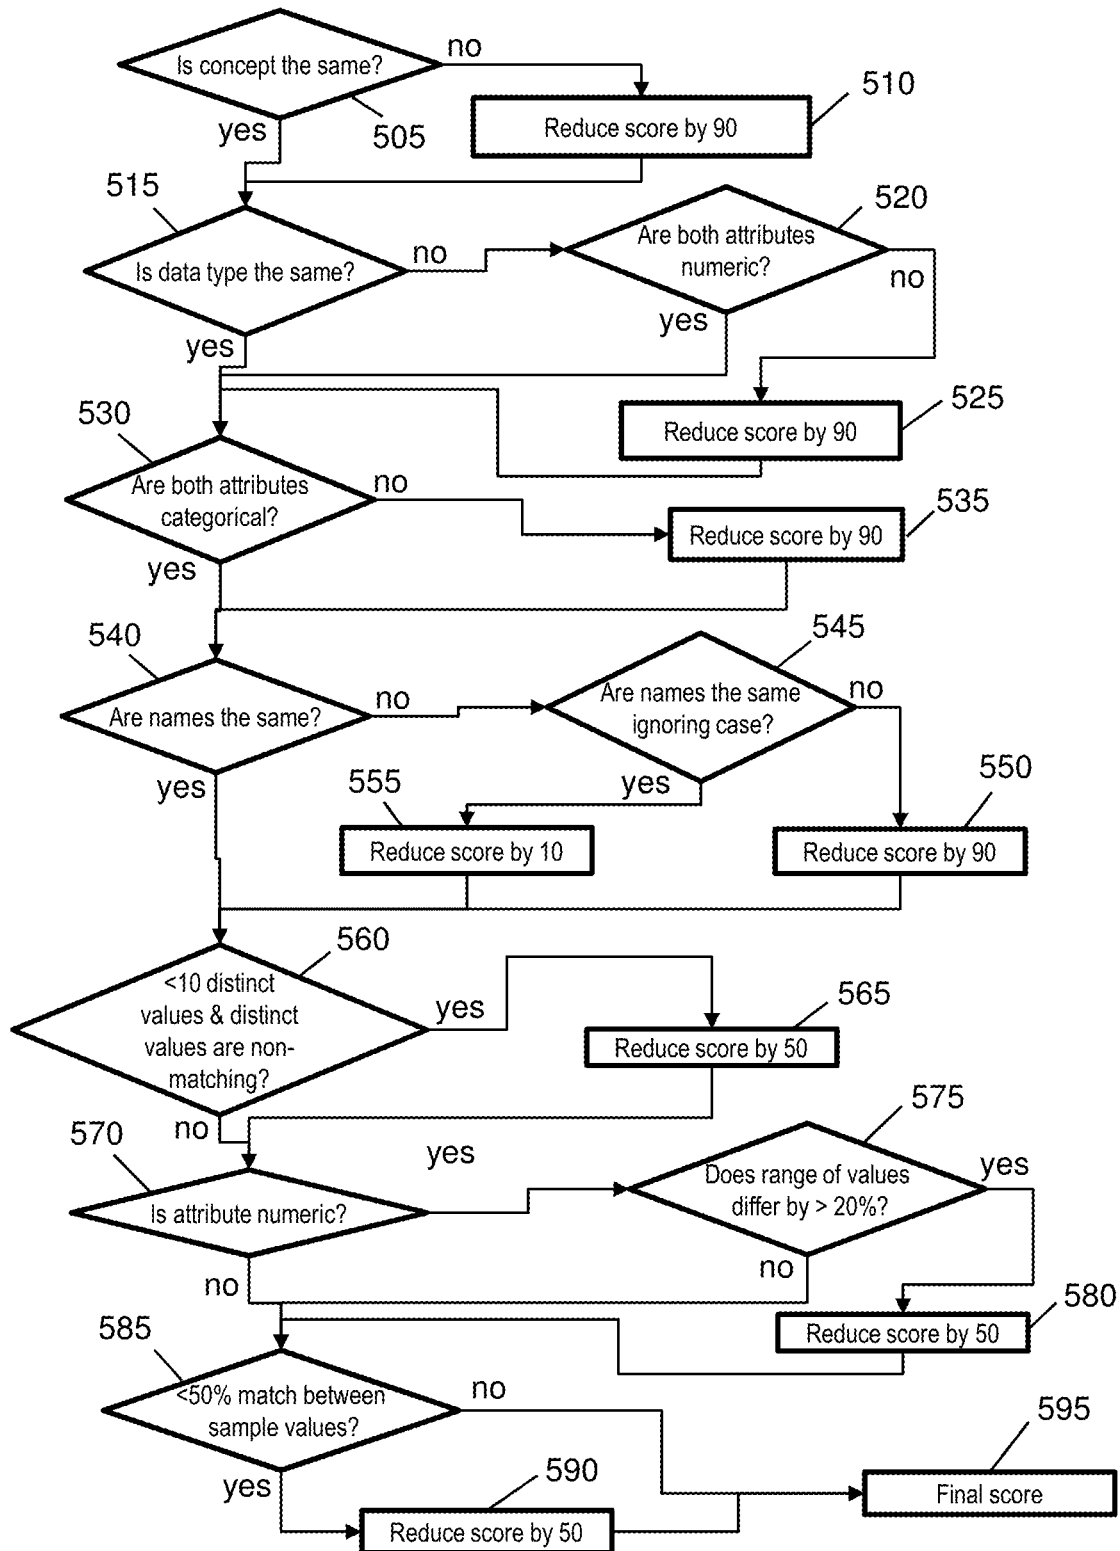 Is concept the same?
no
505
yes
510
Reduce score by 90
515
Is data type the same?
no
yes
520
Are both attributes
numeric?
no
yes
525
Reduce score by 90
530
Are both attributes
categorical?
no
yes
535
Reduce score by 90
540
Are names the same?
no
yes
545
Are names the same
ignoring case?
no
yes
555
Reduce score by 10
550
Reduce score by 90
560
<10 distinct
values & distinct
values are non-
matching?
yes
no
565
Reduce score by 50
570
Is attribute numeric?
yes
no
575
Does range of values
differ by > 20%?
yes
no
580
Reduce score by 50
585
<50% match between
sample values?
no
yes
590
Reduce score by 50
595
Final score